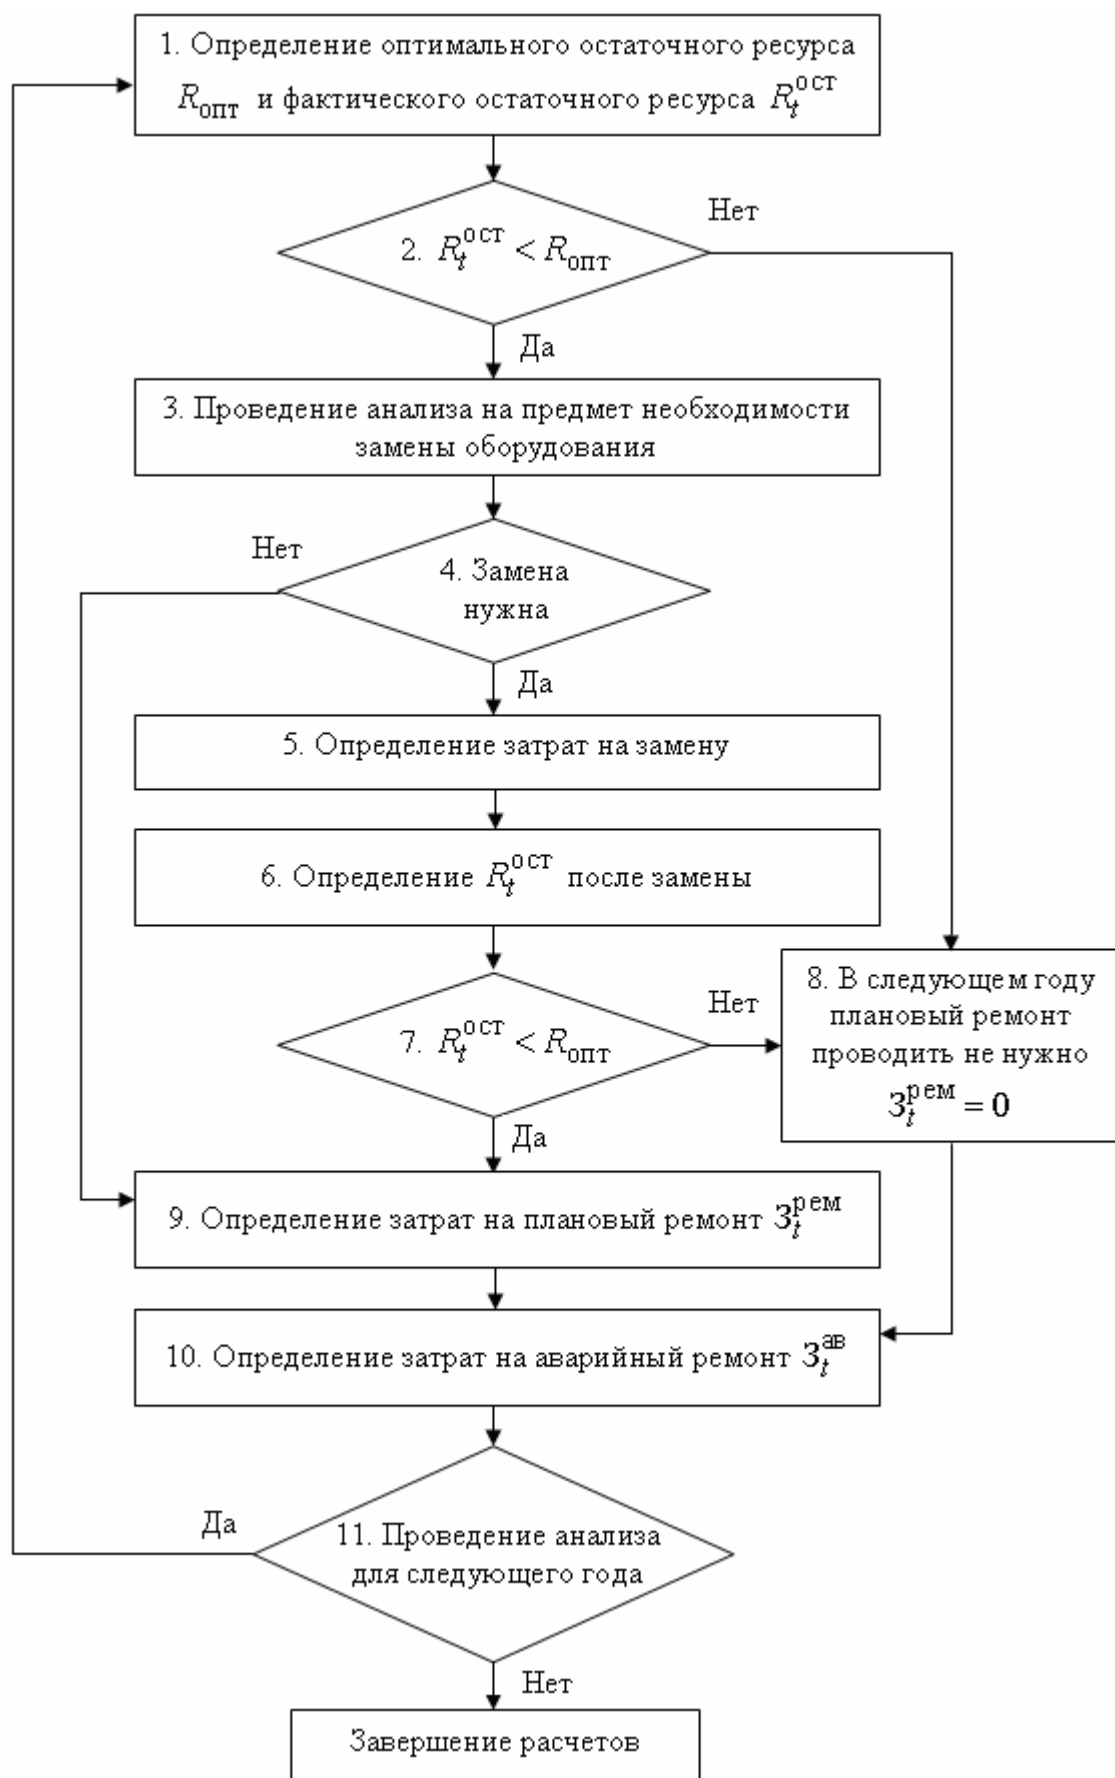 1. Определение оптимального остаточного ресурса
R_опт и фактического остаточного ресурса R_t^ост
Нет
2. R_t^ост < R_опт
Да
3. Проведение анализа на предмет необходимости
замены оборудования
Нет
4. Замена
нужна
Да
5. Определение затрат на замену
6. Определение R_t^ост после замены
7. R_t^ост < R_опт
Нет
8. В следующем году
плановый ремонт
проводить не нужно
З_t^рем = 0
Да
9. Определение затрат на плановый ремонт З_t^рем
10. Определение затрат на аварийный ремонт З_t^ав
Да
11. Проведение анализа
для следующего года
Нет
Завершение расчетов